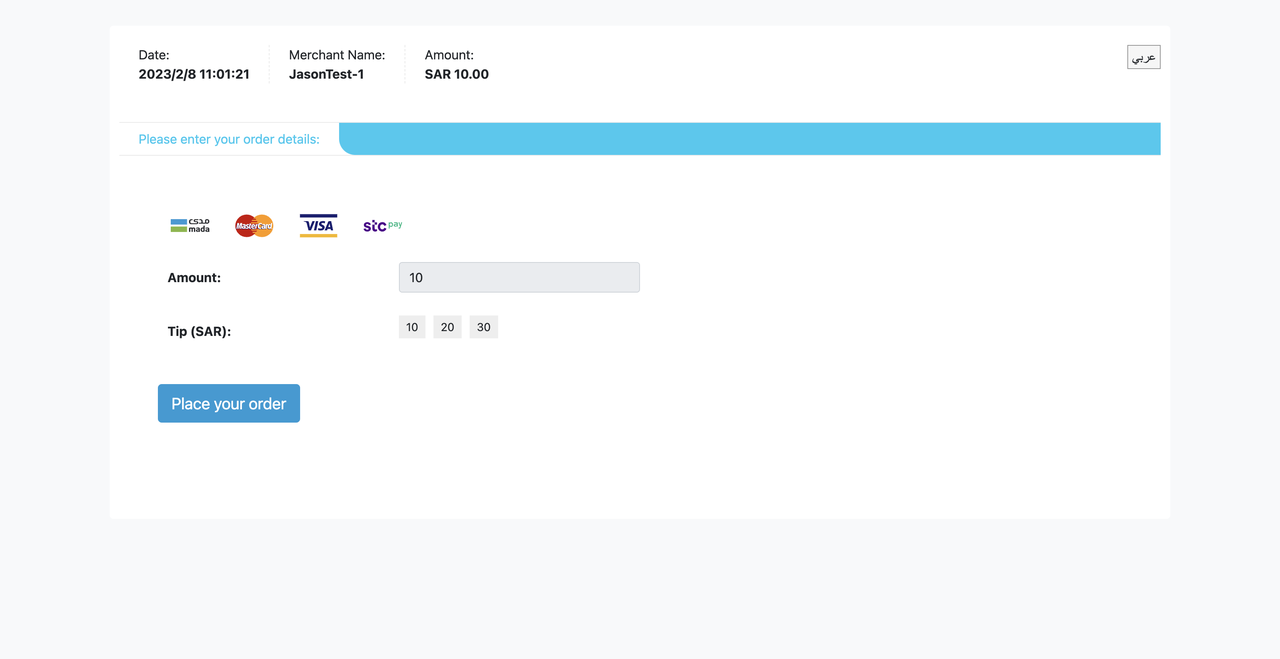 Date:
2023/2/8 11:01:21
Merchant Name:
JasonTest-1
Amount:
SAR 10.00
عربي
Please enter your order details:
مدى
mada
MasterCard
VISA
stc pay
Amount:
10
Tip (SAR):
10 20 30
Place your order